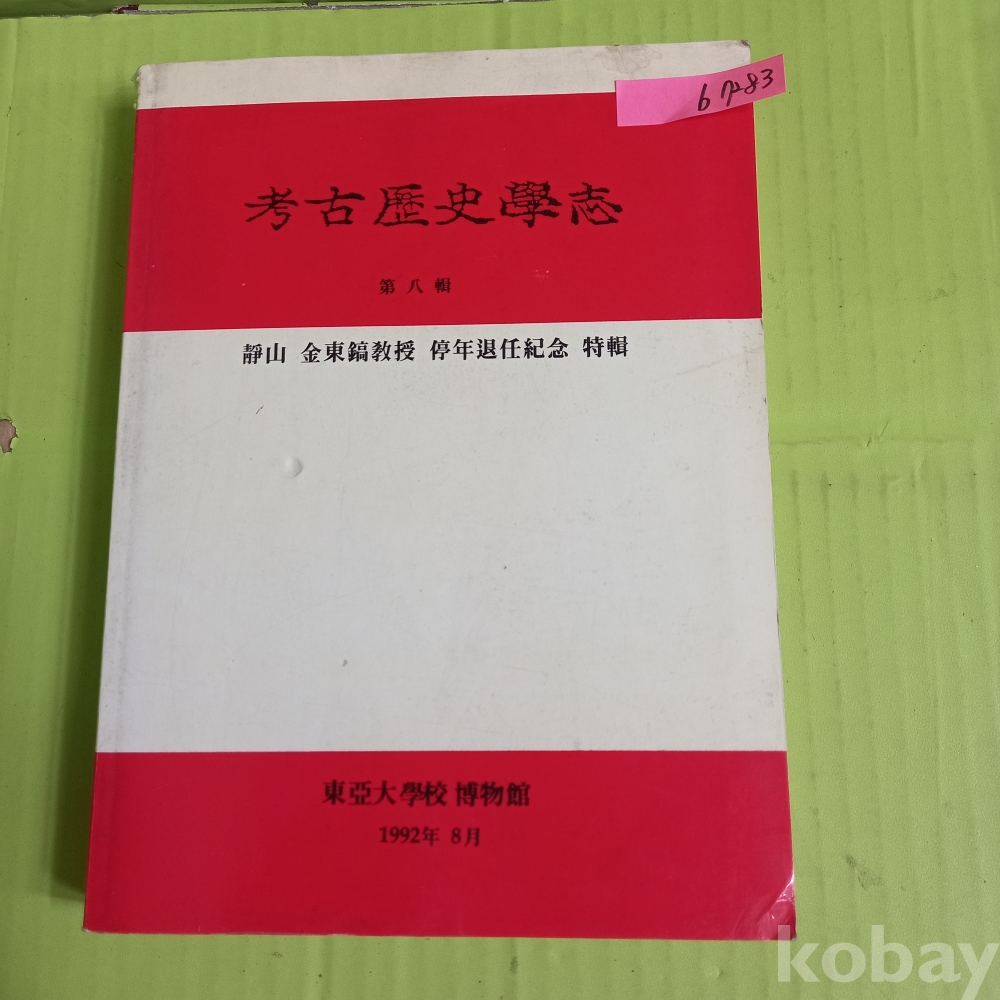 考古歷史學志
第八輯
靜山 金東鎬教授 停年退任紀念 特輯
東亞大學校 博物館
1992年 8月
kobay